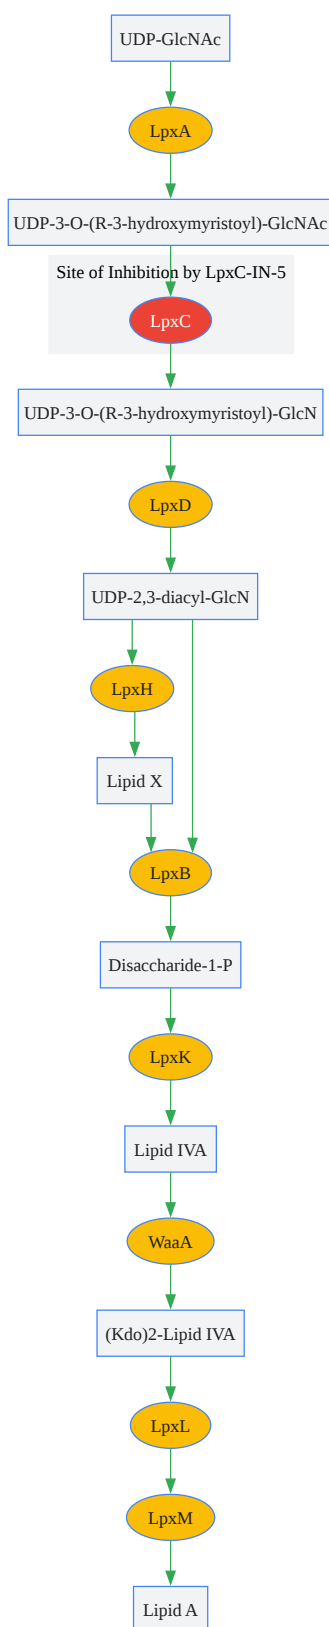 UDP-GlcNAc
LpxA
UDP-3-O-(R-3-hydroxymyristoyl)-GlcNAc
Site of Inhibition by LpxC-IN-5
LpxC
UDP-3-O-(R-3-hydroxymyristoyl)-GlcN
LpxD
UDP-2,3-diacyl-GlcN
LpxH
Lipid X
LpxB
Disaccharide-1-P
LpxK
Lipid IVA
WaaA
(Kdo)2-Lipid IVA
LpxL
LpxM
Lipid A